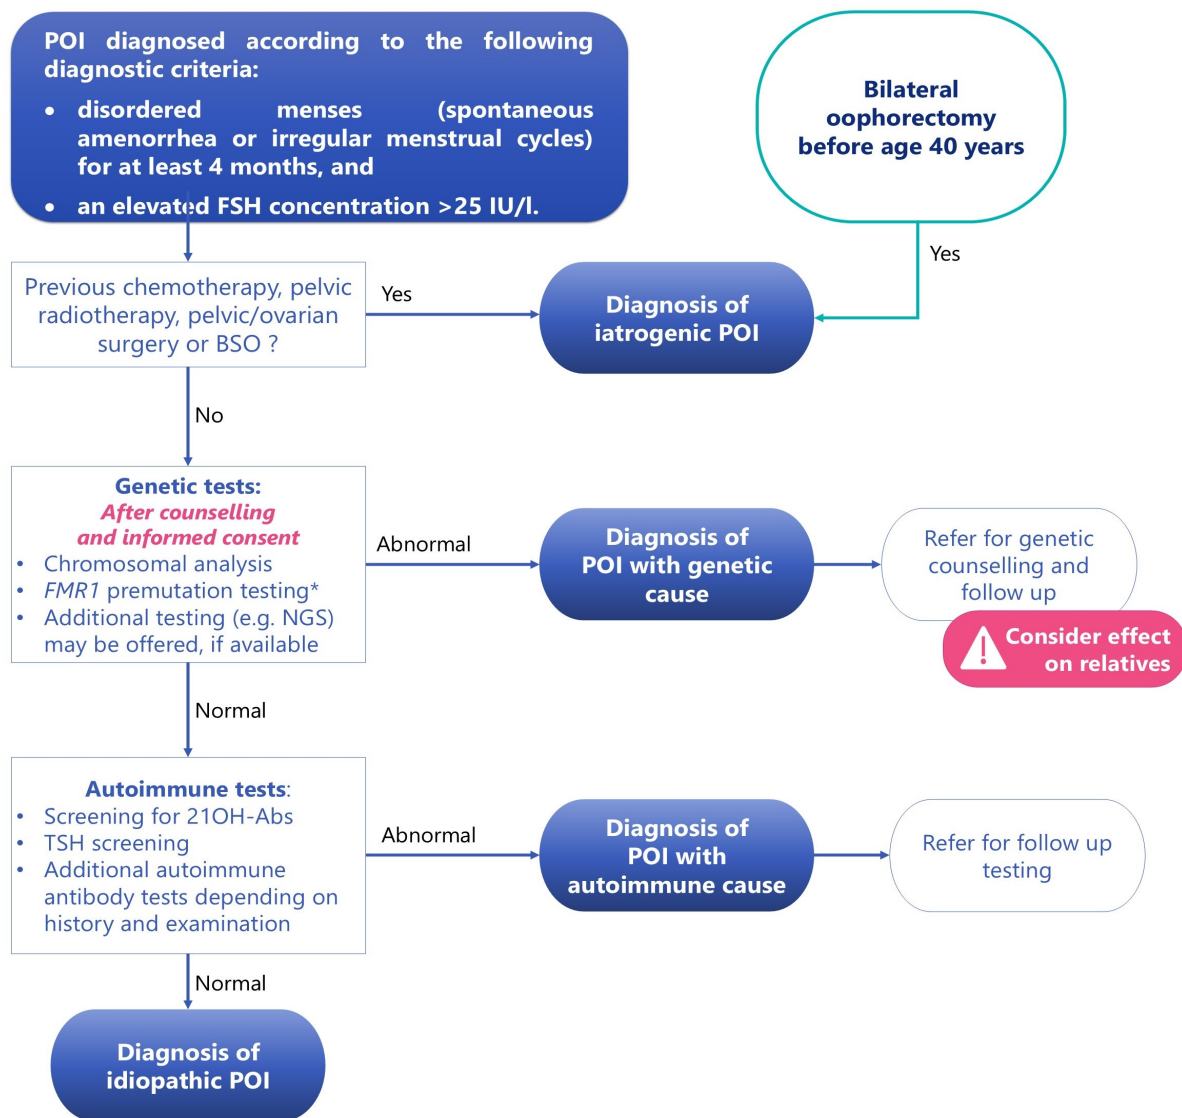 POI diagnosed according to the following
diagnostic criteria:
• disordered menses (spontaneous
amenorrhea or irregular menstrual cycles)
for at least 4 months, and
• an elevated FSH concentration >25 IU/l.
Bilateral
oophorectomy
before age 40 years
Yes
Previous chemotherapy, pelvic
radiotherapy, pelvic/ovarian
surgery or BSO ?
Yes
Diagnosis of
iatrogenic POI
No
Genetic tests:
After counselling
and informed consent
• Chromosomal analysis
• FMR1 premutation testing*
• Additional testing (e.g. NGS)
may be offered, if available
Abnormal
Diagnosis of
POI with genetic
cause
Refer for genetic
counselling and
follow up
Consider effect
on relatives
Normal
Autoimmune tests:
• Screening for 21OH-Abs
• TSH screening
• Additional autoimmune
antibody tests depending on
history and examination
Abnormal
Diagnosis of
POI with
autoimmune cause
Refer for follow up
testing
Normal
Diagnosis of
idiopathic POI